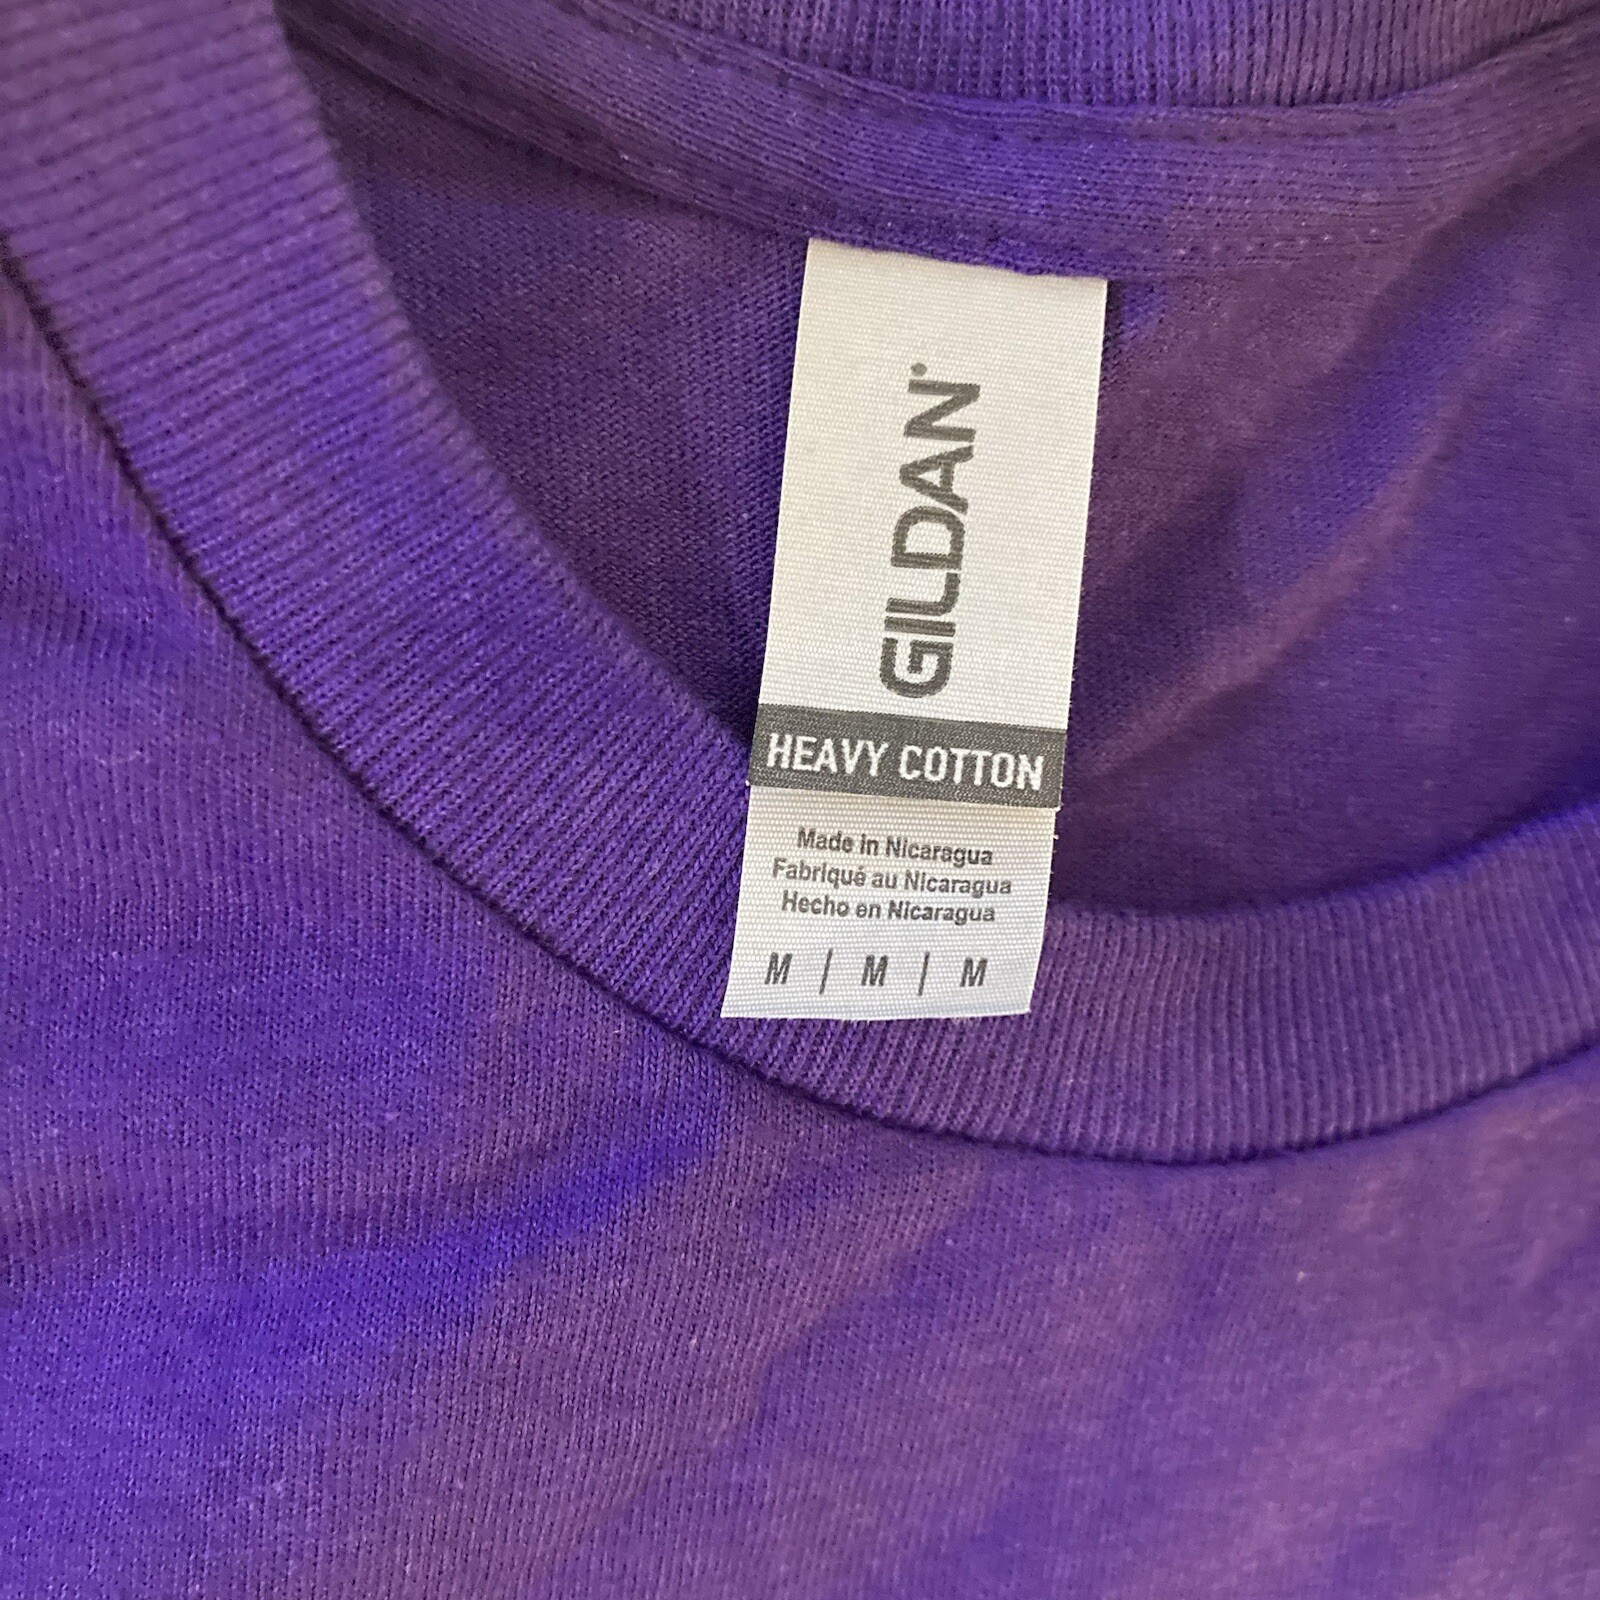 GILDAN
HEAVY COTTON
Made in Nicaragua
Fabriqué au Nicaragua
Hecho en Nicaragua
M | M | M